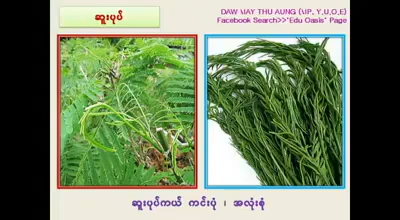 ဆူးပုပ်
DAW MAY THU AUNG (VP, Y.U.O.E)
Facebook Search>>"Edu Oasis" Page
ဆူးပုပ်ကယ် ကင်းပုံ ၊ အလုံးစုံ